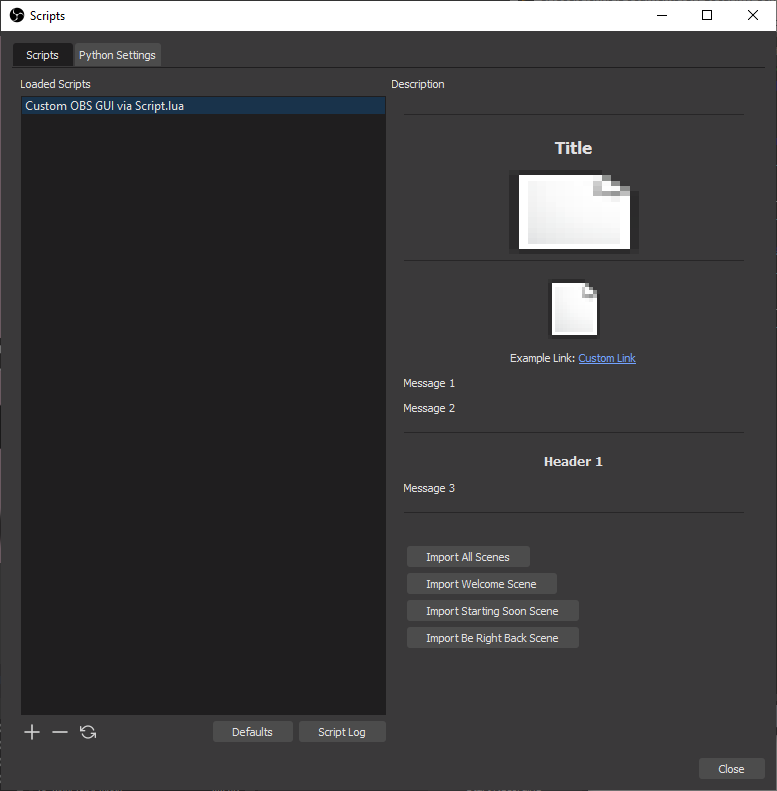 Scripts
Scripts
Python Settings
Loaded Scripts
Custom OBS GUI via Script.lua
Description
Title
Example Link: Custom Link
Message 1
Message 2
Header 1
Message 3
Import All Scenes
Import Welcome Scene
Import Starting Soon Scene
Import Be Right Back Scene
Defaults
Script Log
Close